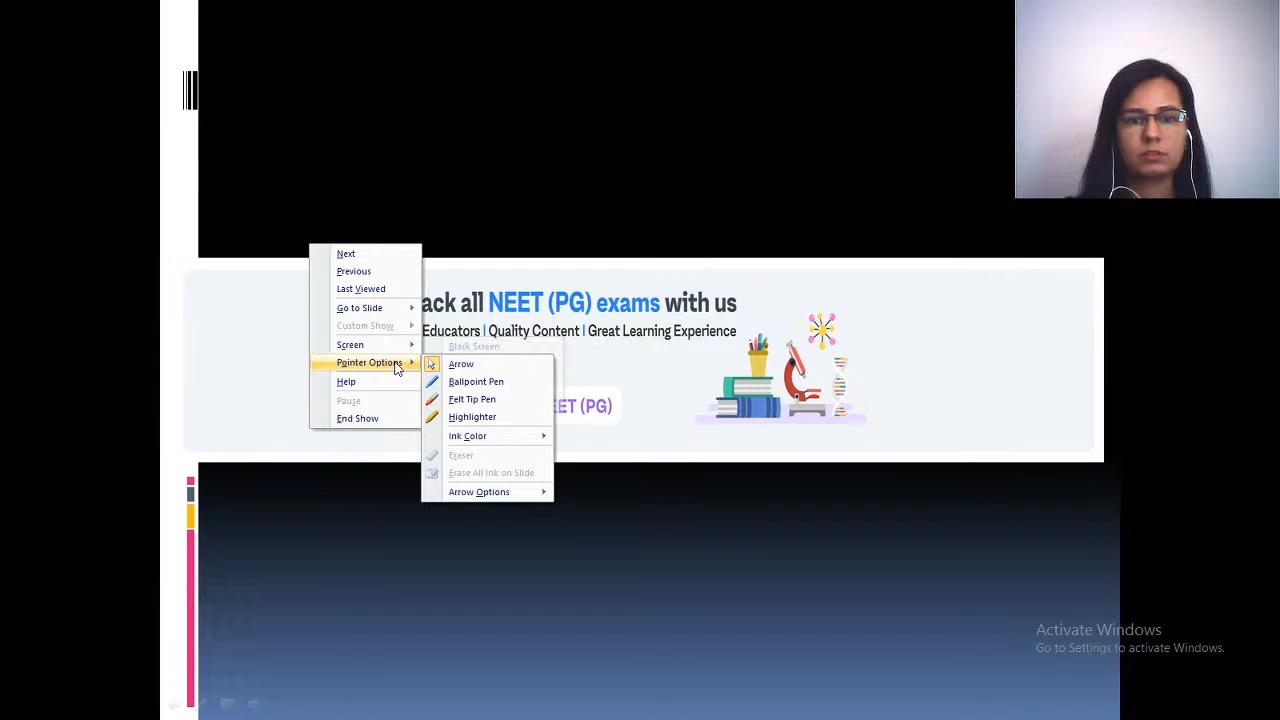 Next
Previous
Last Viewed
Go to Slide
Custom Show
Screen
Pointer Options
Help
Pause
End Show
ack all NEET (PG) exams with us
Educators | Quality Content | Great Learning Experience
Black Screen
Arrow
Ballpoint Pen
Felt Tip Pen
Highlighter
Ink Color
Eraser
Erase All Ink on Slide
Arrow Options
EET (PG)
Activate Windows
Go to Settings to activate Windows.